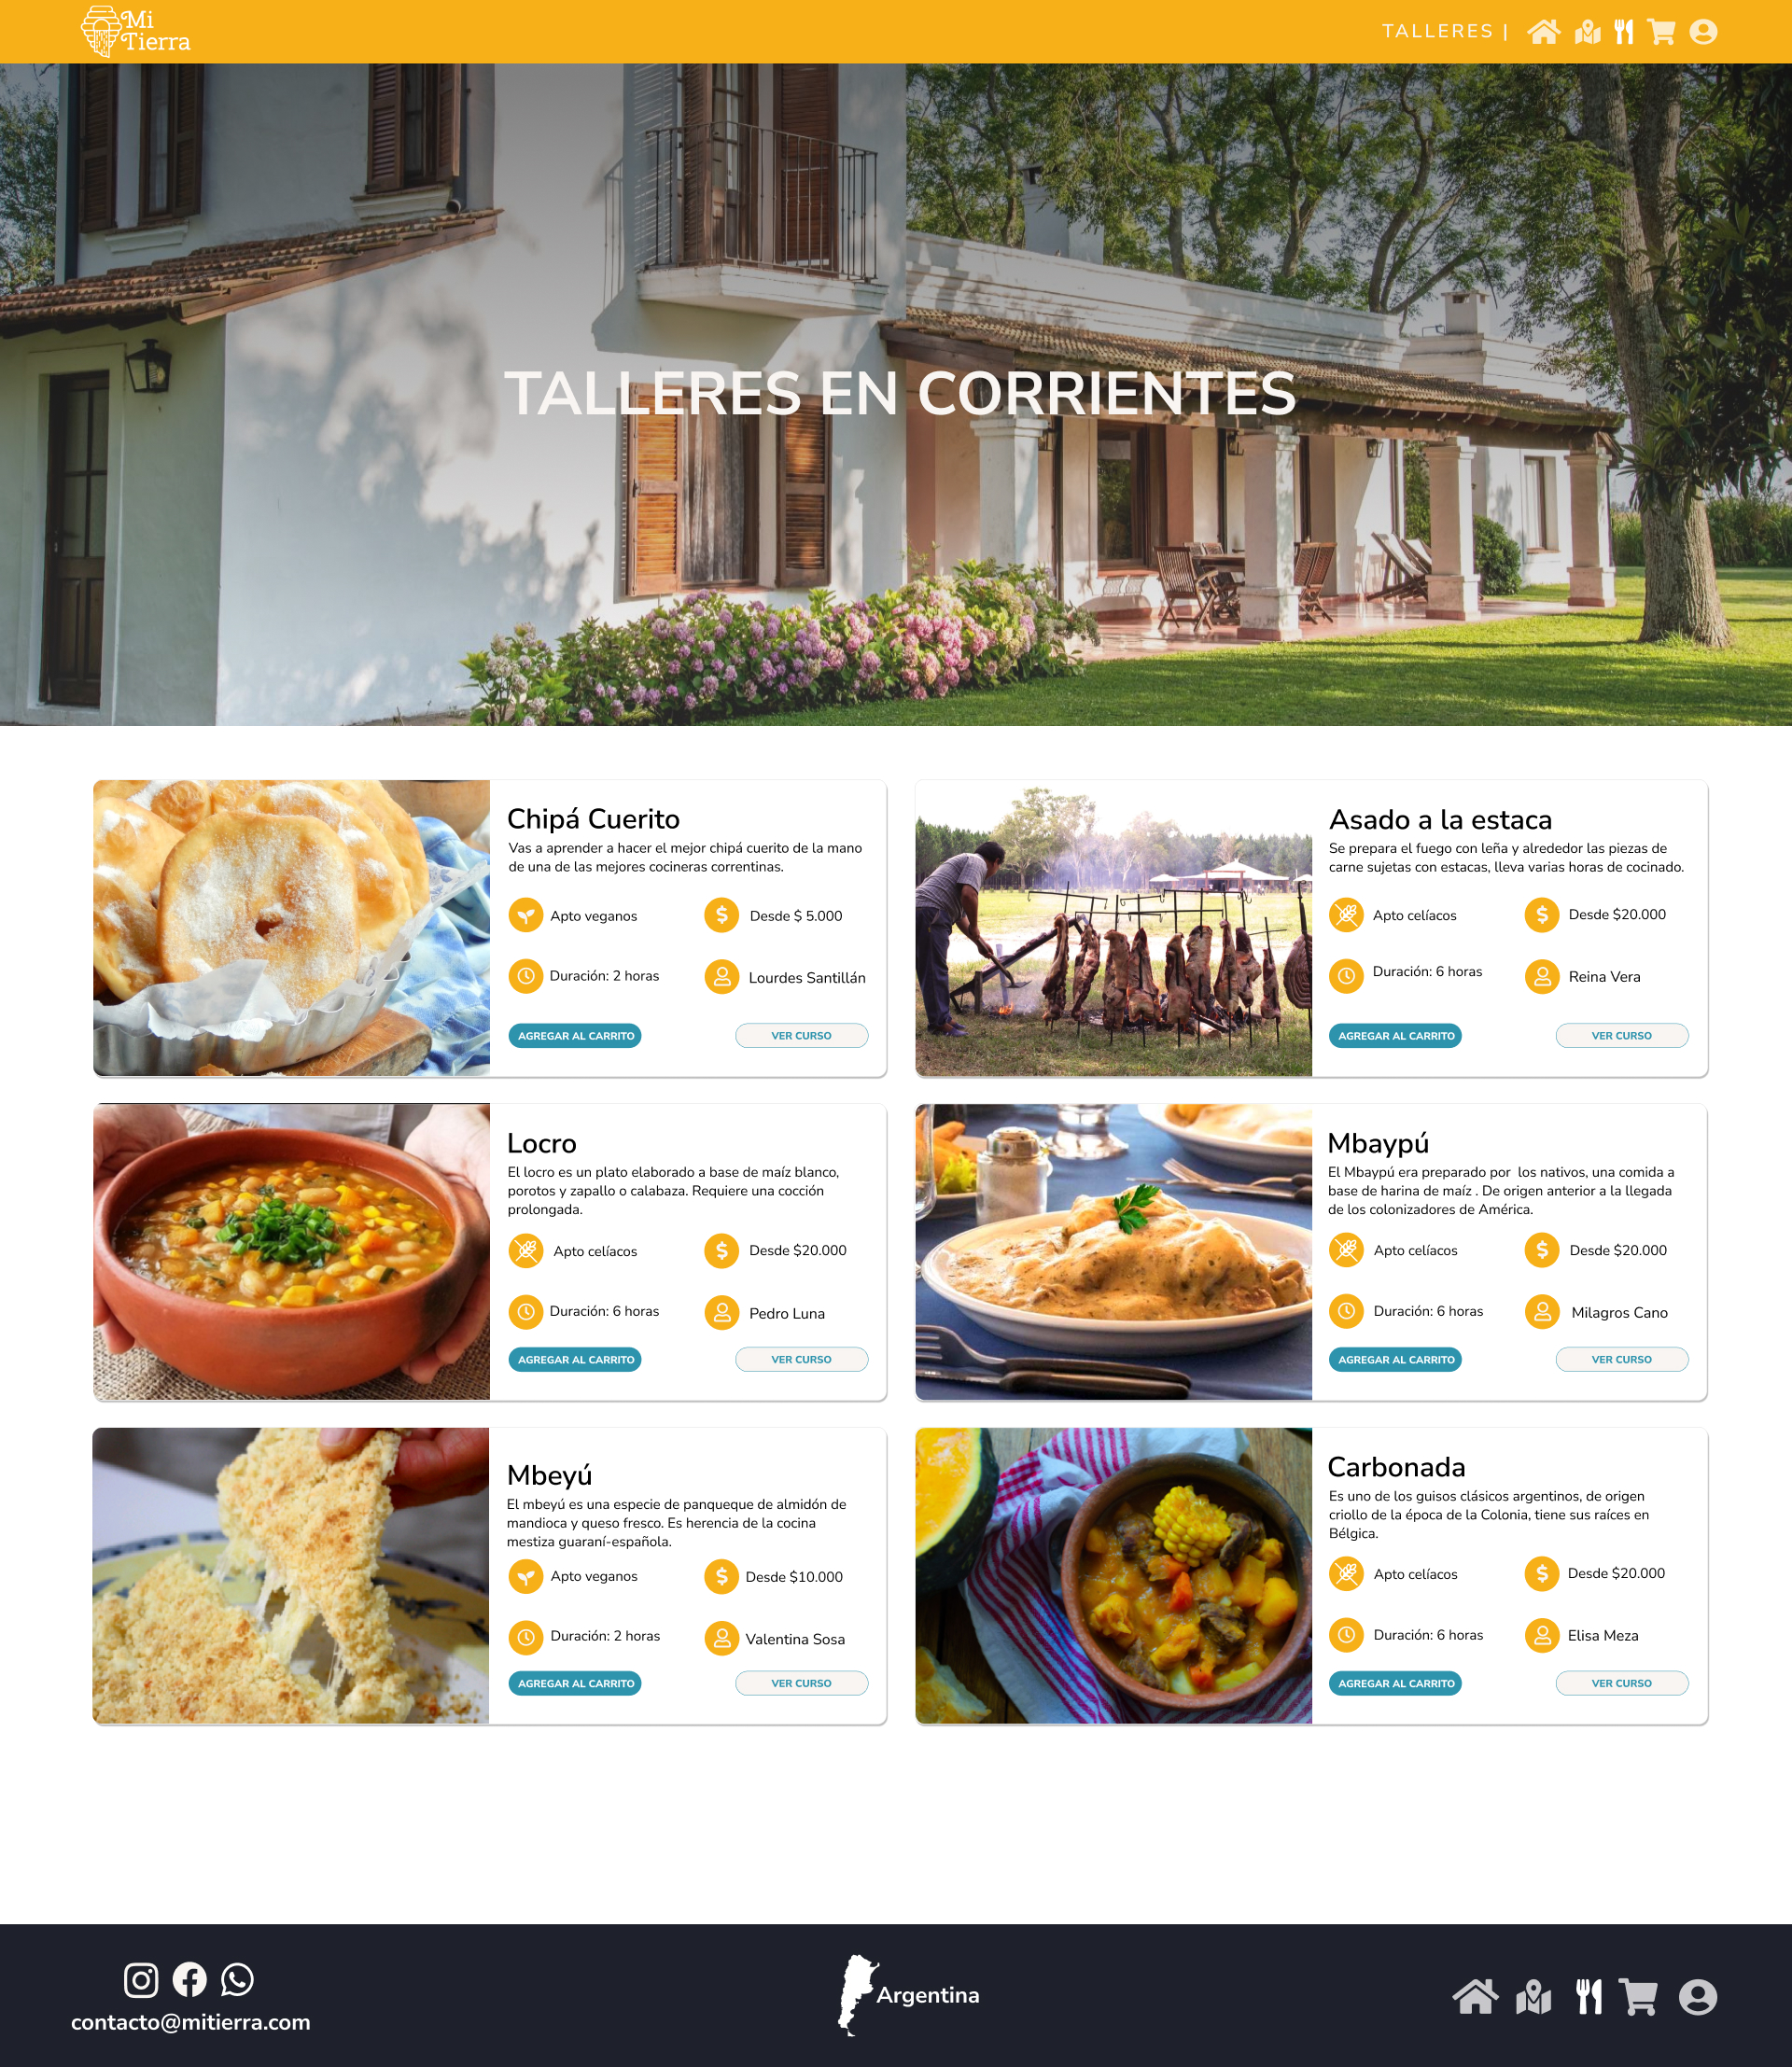 Mi
Tierra
TALLERES |
TALLERES EN CORRIENTES
Chipá Cuerito
Vas a aprender a hacer el mejor chipá cuerito de la mano
de una de las mejores cocineras correntinas.
Apto veganos
Desde $ 5.000
Duración: 2 horas
Lourdes Santillán
AGREGAR AL CARRITO
VER CURSO
Asado a la estaca
Se prepara el fuego con leña y alrededor las piezas de
carne sujetas con estacas, lleva varias horas de cocinado.
Apto celíacos
Desde $20.000
Duración: 6 horas
Reina Vera
AGREGAR AL CARRITO
VER CURSO
Locro
El locro es un plato elaborado a base de maíz blanco,
porotos y zapallo o calabaza. Requiere una cocción
prolongada.
Apto celíacos
Desde $20.000
Duración: 6 horas
Pedro Luna
AGREGAR AL CARRITO
VER CURSO
Mbaypú
El Mbaypú era preparado por  los nativos, una comida a
base de harina de maíz . De origen anterior a la llegada
de los colonizadores de América.
Apto celíacos
Desde $20.000
Duración: 6 horas
Milagros Cano
AGREGAR AL CARRITO
VER CURSO
Mbeyú
El mbeyú es una especie de panqueque de almidón de
mandioca y queso fresco. Es herencia de la cocina
mestiza guaraní-española.
Apto veganos
Desde $10.000
Duración: 2 horas
Valentina Sosa
AGREGAR AL CARRITO
VER CURSO
Carbonada
Es uno de los guisos clásicos argentinos, de origen
criollo de la época de la Colonia, tiene sus raíces en
Bélgica.
Apto celíacos
Desde $20.000
Duración: 6 horas
Elisa Meza
AGREGAR AL CARRITO
VER CURSO
contacto@mitierra.com
Argentina